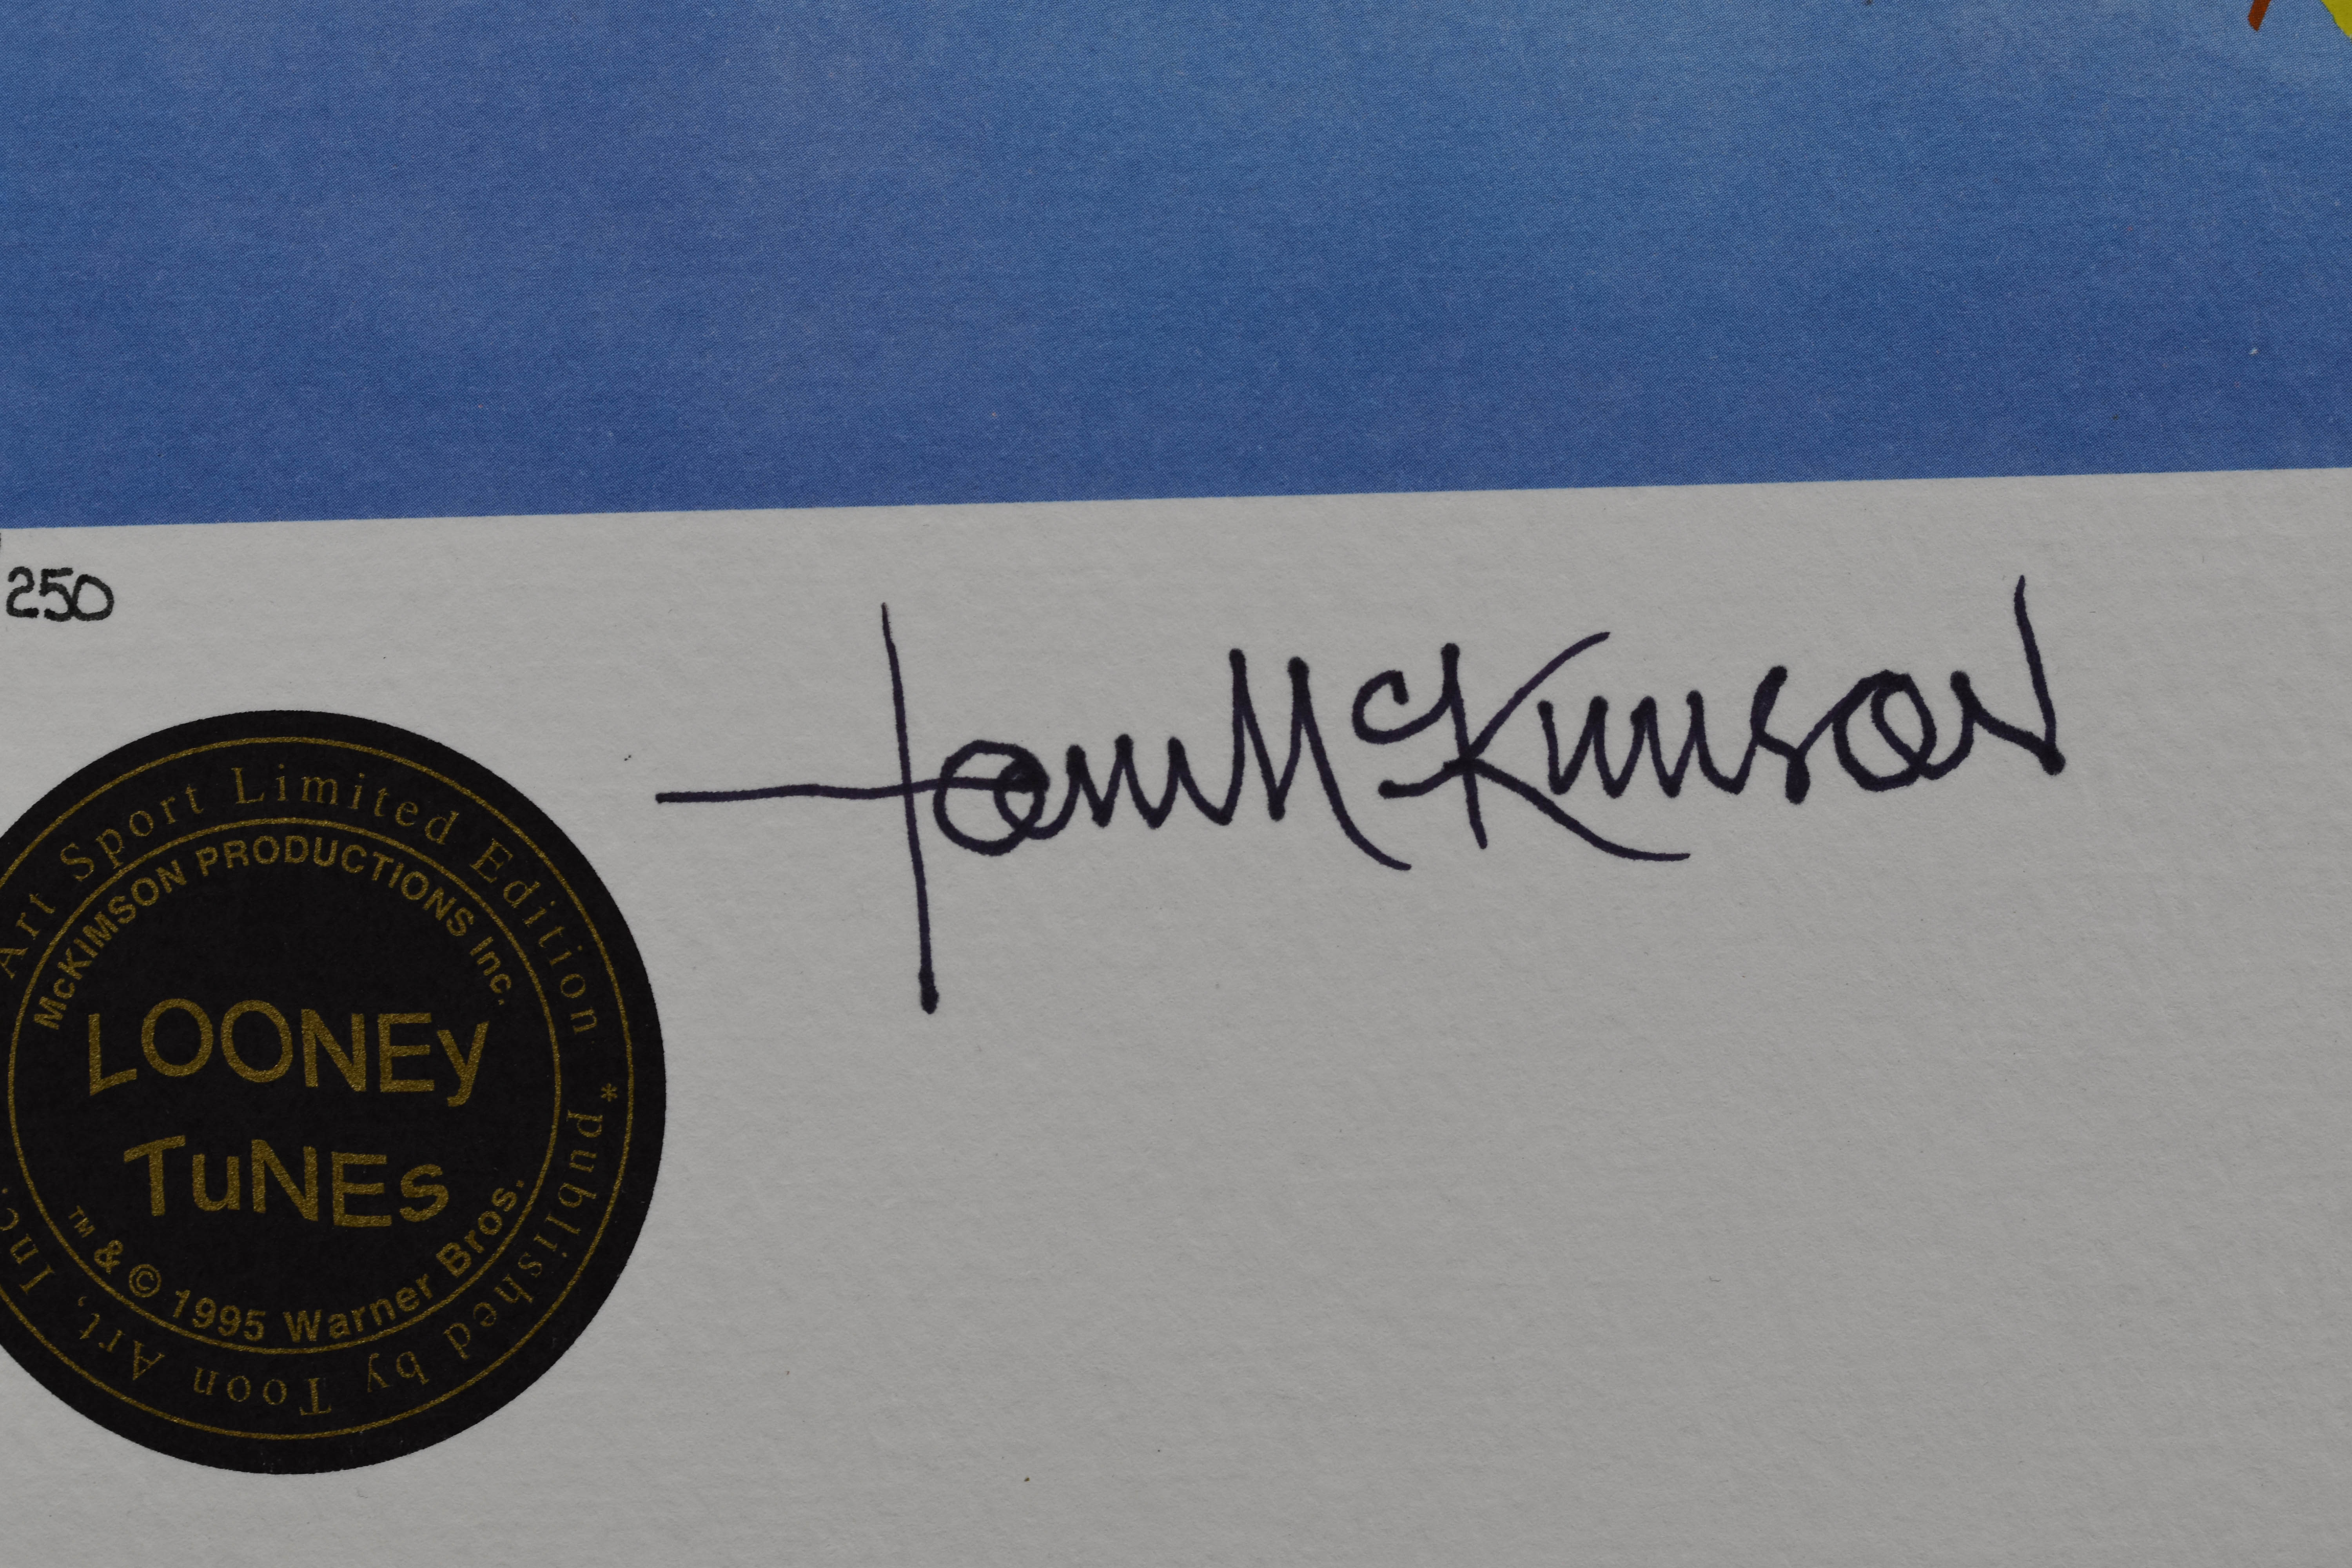 250
Tom McKimson
Art Sport Limited Edition * published by Toon Art, Inc.
McKIMSON PRODUCTIONS Inc.
LOONEy
TuNES
™ & © 1995 Warner Bros.